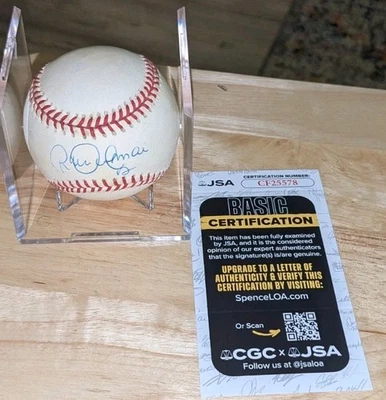 JSA
CERTIFICATION NUMBER:
CF25578
BASIC
CERTIFICATION
This item has been fully examined
by JSA, and it is the considered
opinion of our expert authenticators
that the signature(s) is/are genuine.
UPGRADE TO A LETTER OF
AUTHENTICITY & VERIFY THIS
CERTIFICATION BY VISITING:
SpenceLOA.com
Or Scan
CGC x JSA
Follow us at @jsaloa